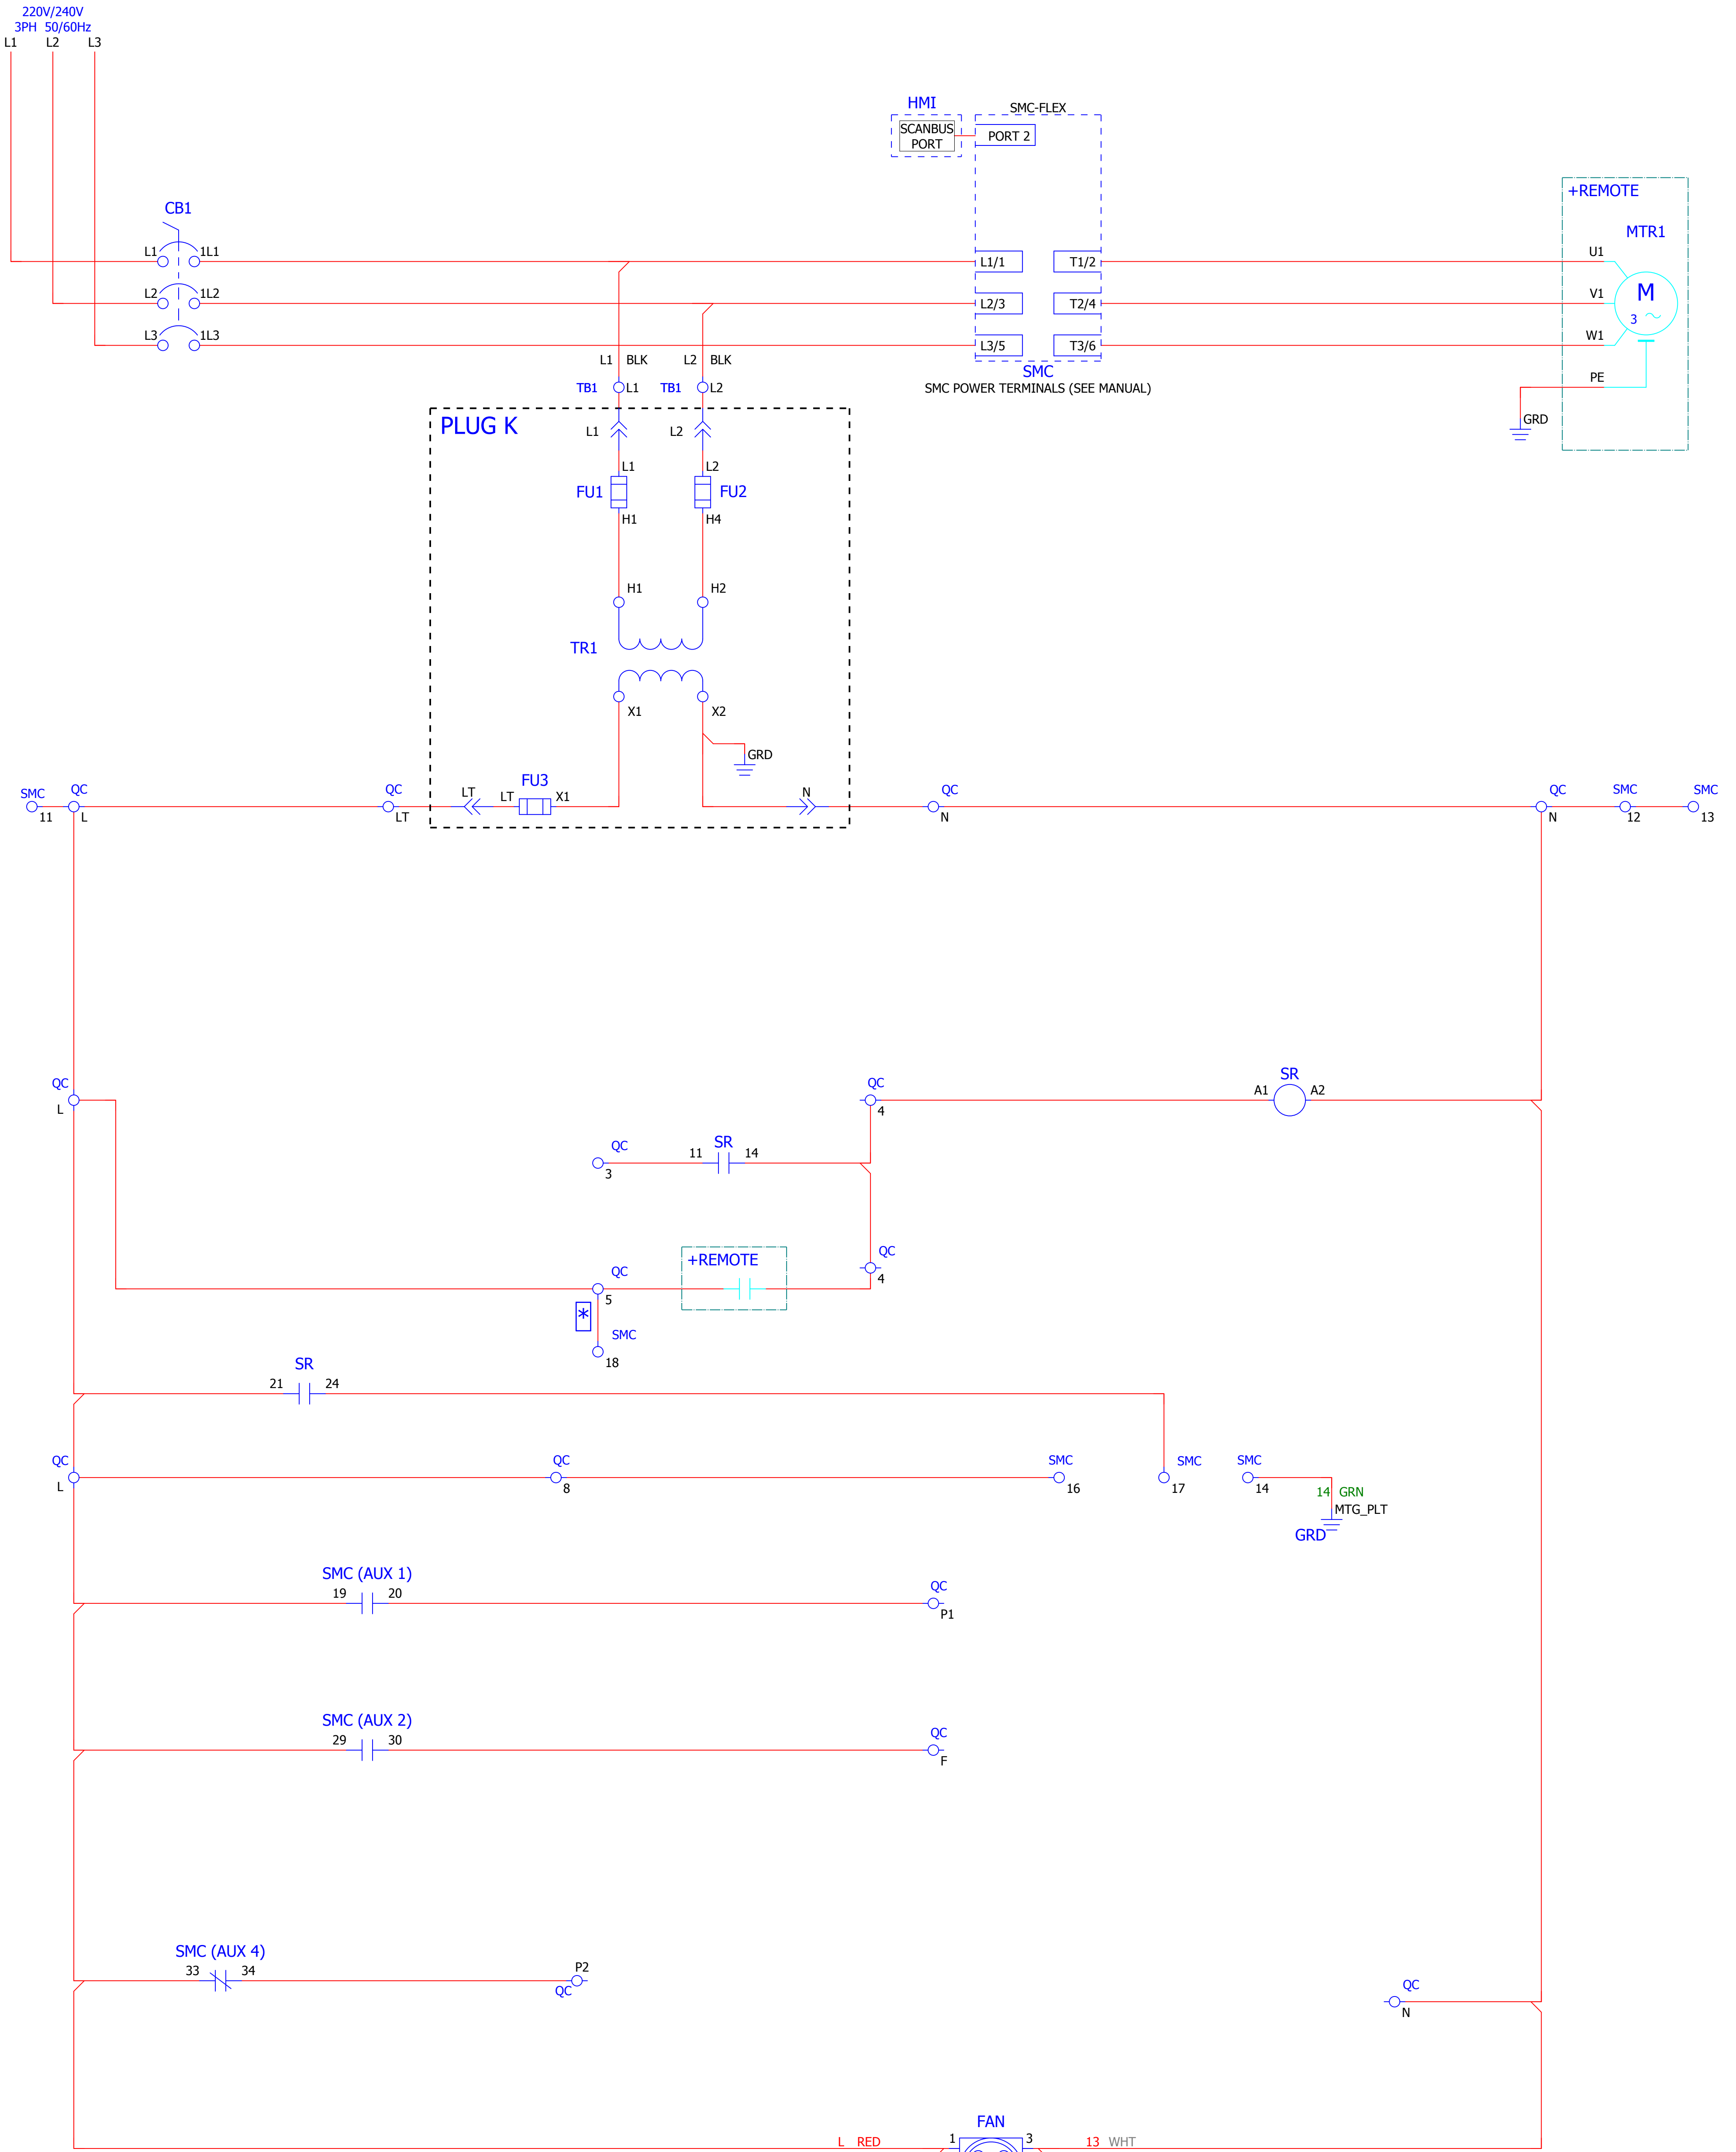 220V/240V
3PH 50/60Hz
L1 L2 L3
HMI
SMC-FLEX
SCANBUS
PORT
PORT 2
+REMOTE
CB1
MTR1
L1 1L1
L1/1 T1/2
U1
L2 1L2
L2/3 T2/4
V1
M
3
L3 1L3
L3/5 T3/6
W1
L1 BLK L2 BLK
SMC
SMC POWER TERMINALS (SEE MANUAL)
PE
TB1 L1 TB1 L2
GRD
PLUG K
L1 L2
L1 L2
FU1 FU2
H1 H4
H1 H2
TR1
X1 X2
GRD
FU3
SMC QC QC
LT LT X1 N
QC QC SMC SMC
11 L LT N N 12 13
QC QC SR
L 4 A1 A2
QC SR
3 11 14
QC
+REMOTE
QC
4
5
*
SMC
18
SR
21 24
QC QC SMC SMC SMC
L 8 16 17 14
14 GRN
MTG_PLT
GRD
SMC (AUX 1)
19 20
QC
P1
SMC (AUX 2)
29 30
QC
F
SMC (AUX 4)
33 34
P2
QC
QC
N
FAN
L RED 1 3 13 WHT